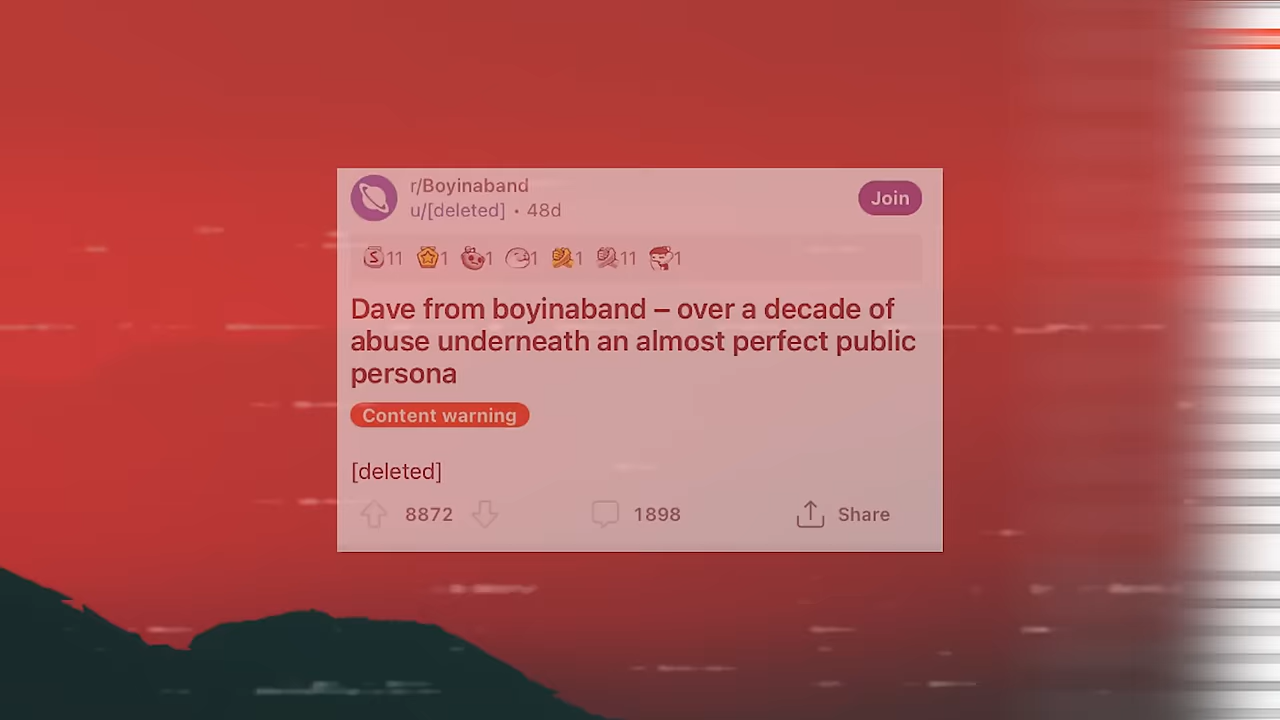 r/Boyinaband
u/[deleted] • 48d
Join
11 1 1 1 1 11 1
Dave from boyinaband – over a decade of
abuse underneath an almost perfect public
persona
Content warning
[deleted]
8872 1898 Share